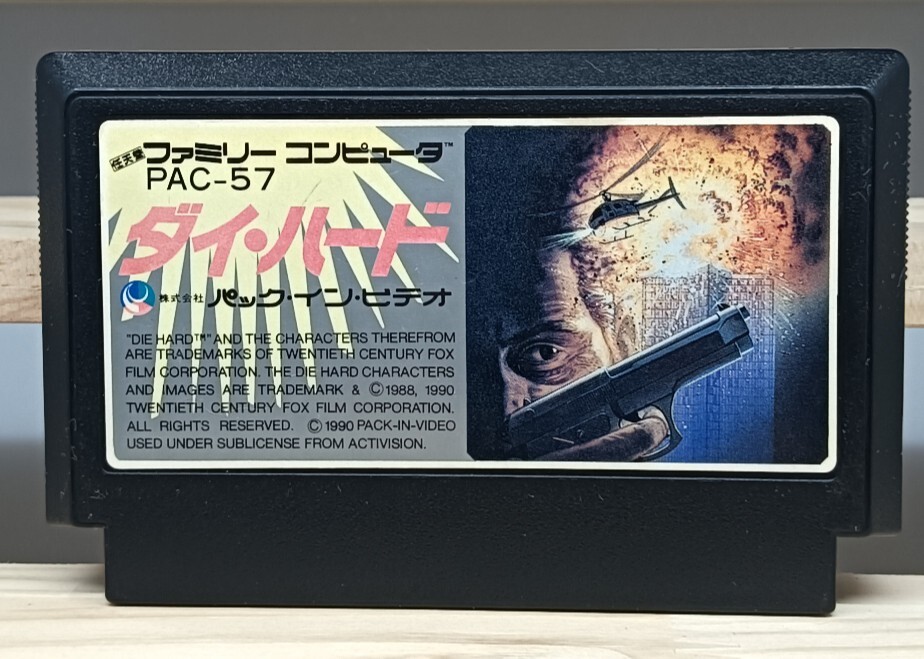 任天堂 ファミリー コンピュータ™
PAC-57
ダイ・ハード
株式会社 パック・イン・ビデオ
"DIE HARD™" AND THE CHARACTERS THEREFROM
ARE TRADEMARKS OF TWENTIETH CENTURY FOX
FILM CORPORATION. THE DIE HARD CHARACTERS
AND IMAGES ARE TRADEMARK & ©1988, 1990
TWENTIETH CENTURY FOX FILM CORPORATION.
ALL RIGHTS RESERVED. ©1990 PACK-IN-VIDEO
USED UNDER SUBLICENSE FROM ACTIVISION.